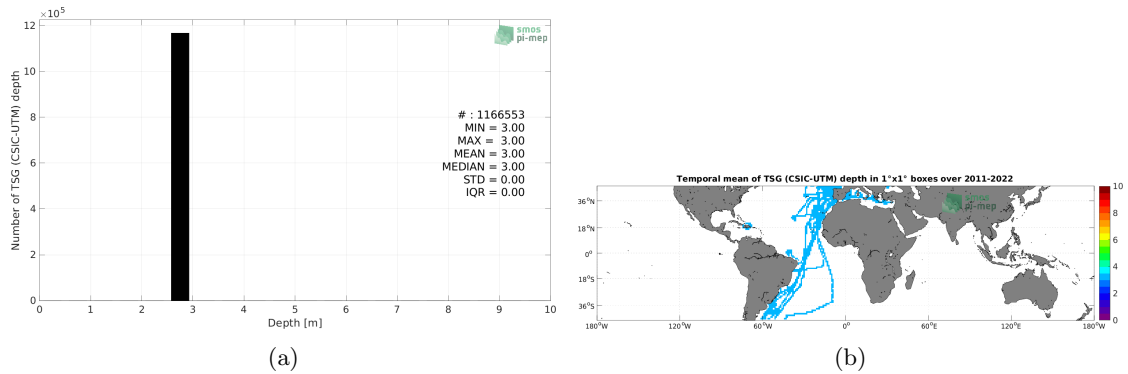 ×10⁵
12
10
8
6
4
2
0
Number of TSG (CSIC-UTM) depth
0 1 2 3 4 5 6 7 8 9 10
Depth [m]
smos
pi-mep
# : 1166553
MIN = 3.00
MAX = 3.00
MEAN = 3.00
MEDIAN = 3.00
STD = 0.00
IQR = 0.00
(a)
Temporal mean of TSG (CSIC-UTM) depth in 1°x1° boxes over 2011-2022
smos
pi-mep
36°N
18°N
0°
18°S
36°S
180°W 120°W 60°W 0°E 60°E 120°E 180°W
10
8
6
4
2
0
(b)